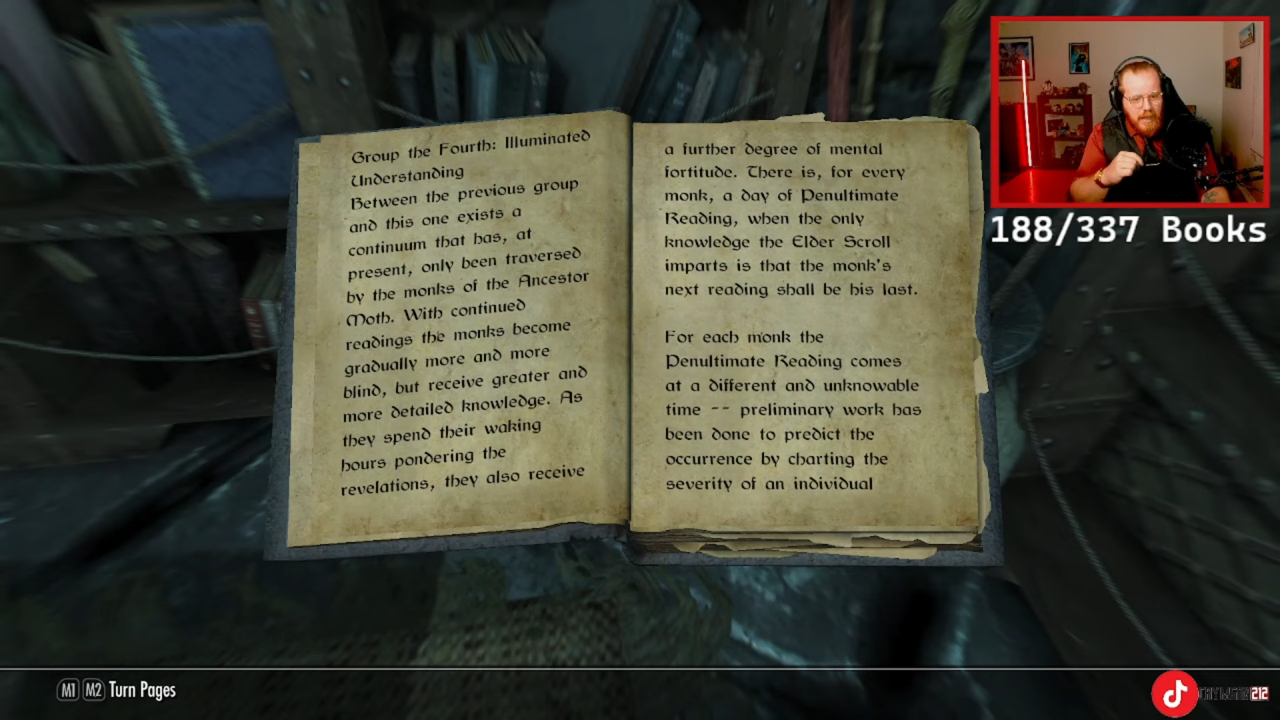 Group the Fourth: Illuminated
Understanding
Between the previous group
and this one exists a
continuum that has, at
present, only been traversed
by the monks of the Ancestor
Moth. With continued
readings the monks become
gradually more and more
blind, but receive greater and
more detailed knowledge. As
they spend their waking
hours pondering the
revelations, they also receive
a further degree of mental
fortitude. There is, for every
monk, a day of Penultimate
Reading, when the only
knowledge the Elder Scroll
imparts is that the monk's
next reading shall be his last.
For each monk the
Penultimate Reading comes
at a different and unknowable
time -- preliminary work has
been done to predict the
occurrence by charting the
severity of an individual
188/337 Books
M1 M2 Turn Pages